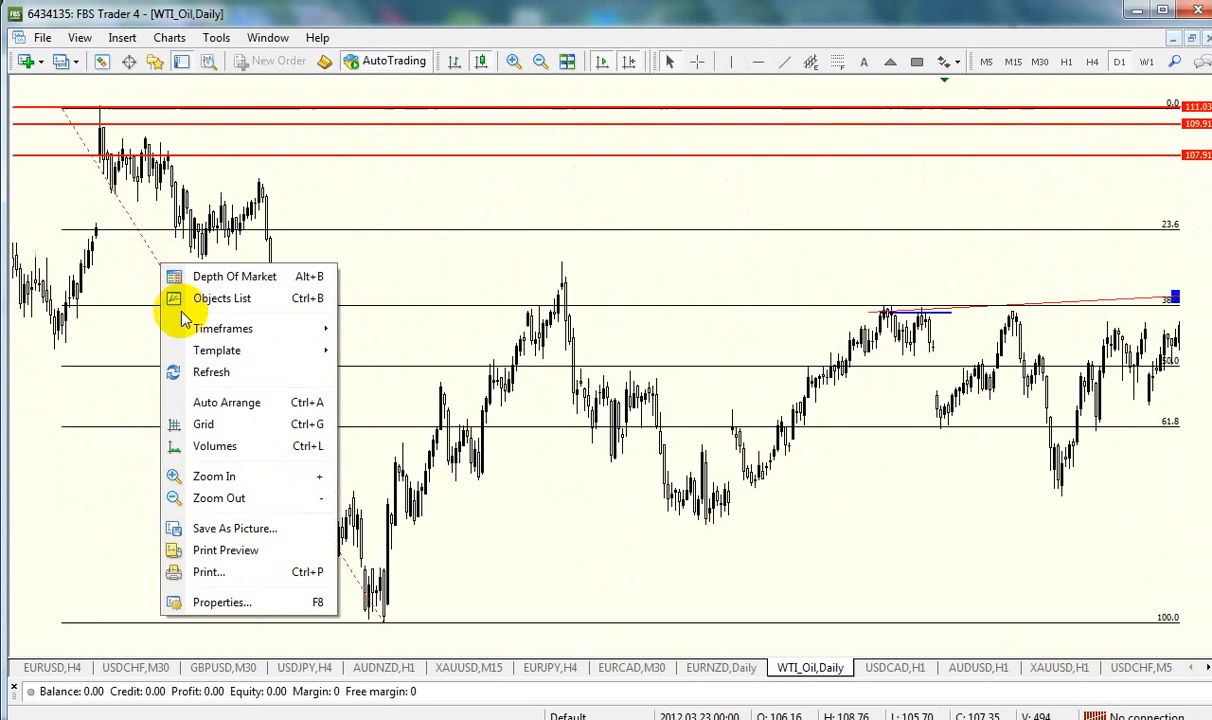 6434135: FBS Trader 4 - [WTI_Oil,Daily]
File View Insert Charts Tools Window Help
New Order AutoTrading A M5 M15 M30 H1 H4 D1 W1
0.0 111.03
109.91
107.91
23.6
Depth Of Market Alt+B
Objects List Ctrl+B
Timeframes
Template
Refresh
Auto Arrange Ctrl+A
Grid Ctrl+G
Volumes Ctrl+L
Zoom In +
Zoom Out -
Save As Picture...
Print Preview
Print... Ctrl+P
Properties... F8
50.0
61.8
100.0
EURUSD,H4 USDCHF,M30 GBPUSD,M30 USDJPY,H4 AUDNZD,H1 XAUUSD,M15 EURJPY,H4 EURCAD,M30 EURNZD,Daily WTI_Oil,Daily USDCAD,H1 AUDUSD,H1 XAUUSD,H1 USDCHF,M5
Balance: 0.00 Credit: 0.00 Profit: 0.00 Equity: 0.00 Margin: 0 Free margin: 0
Default 2012.03.23 00:00 O: 106.16 H: 108.76 L: 105.70 C: 107.35 V: 494 No connection